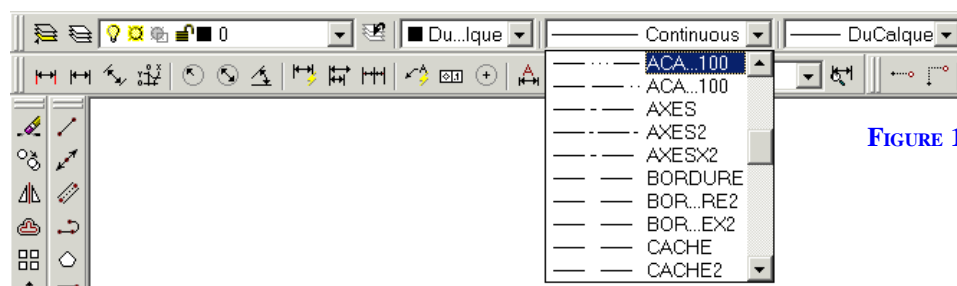 0 Du...lque Continuous DuCalque
ACA...100
ACA...100
AXES
AXES2
AXESX2
BORDURE
BOR...RE2
BOR...EX2
CACHE
CACHE2
FIGURE 1